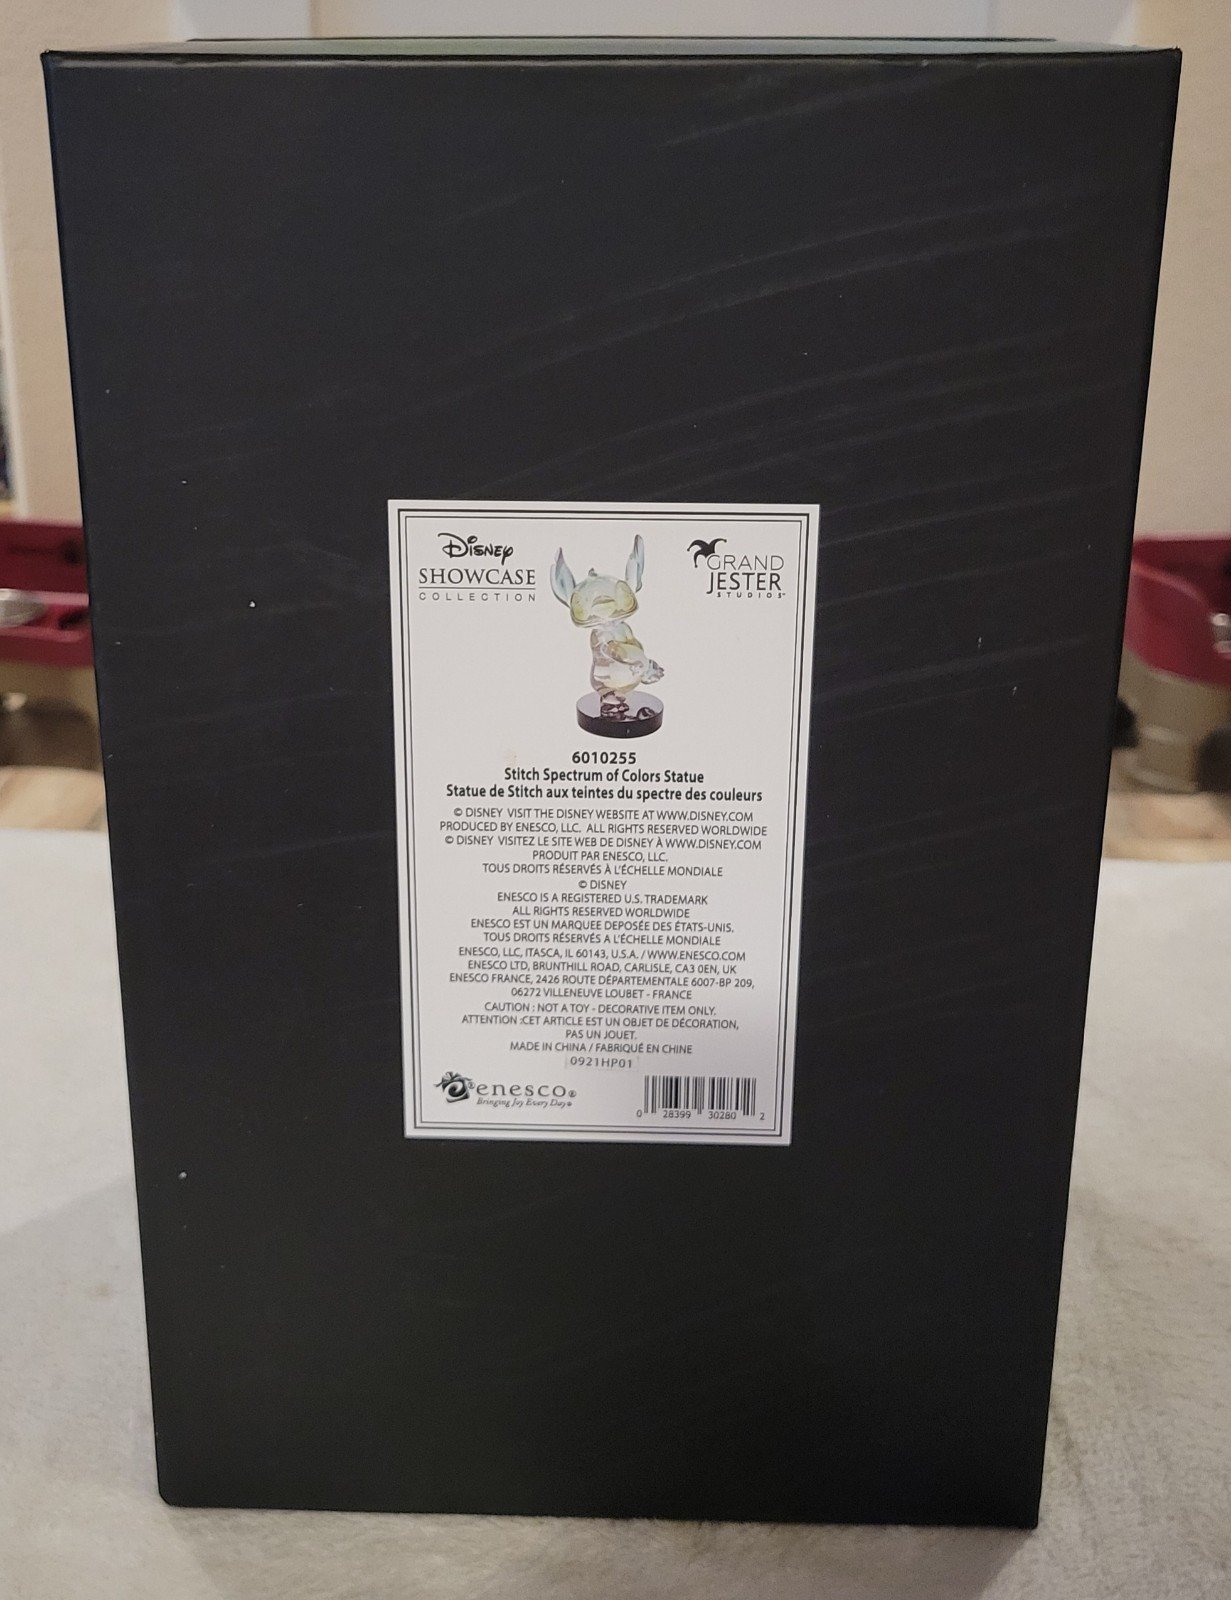 Disney
SHOWCASE
COLLECTION
GRAND
JESTER
STUDIOS
6010255
Stitch Spectrum of Colors Statue
Statue de Stitch aux teintes du spectre des couleurs
© DISNEY VISIT THE DISNEY WEBSITE AT WWW.DISNEY.COM
PRODUCED BY ENESCO, LLC. ALL RIGHTS RESERVED WORLDWIDE
© DISNEY VISITEZ LE SITE WEB DE DISNEY À WWW.DISNEY.COM
PRODUIT PAR ENESCO, LLC.
TOUS DROITS RÉSERVÉS À L'ÉCHELLE MONDIALE
© DISNEY
ENESCO IS A REGISTERED U.S. TRADEMARK
ALL RIGHTS RESERVED WORLDWIDE
ENESCO EST UN MARQUEE DEPOSÉE DES ÉTATS-UNIS.
TOUS DROITS RÉSERVÉS A L'ÉCHELLE MONDIALE
ENESCO, LLC, ITASCA, IL 60143, U.S.A. / WWW.ENESCO.COM
ENESCO LTD, BRUNTHILL ROAD, CARLISLE, CA3 0EN, UK
ENESCO FRANCE, 2426 ROUTE DÉPARTEMENTALE 6007-BP 209,
06272 VILLENEUVE LOUBET - FRANCE
CAUTION : NOT A TOY - DECORATIVE ITEM ONLY.
ATTENTION :CET ARTICLE EST UN OBJET DE DÉCORATION,
PAS UN JOUET.
MADE IN CHINA / FABRIQUÉ EN CHINE
0921HP01
enesco®
Bringing Joy Every Day®
0 28399 30280 2